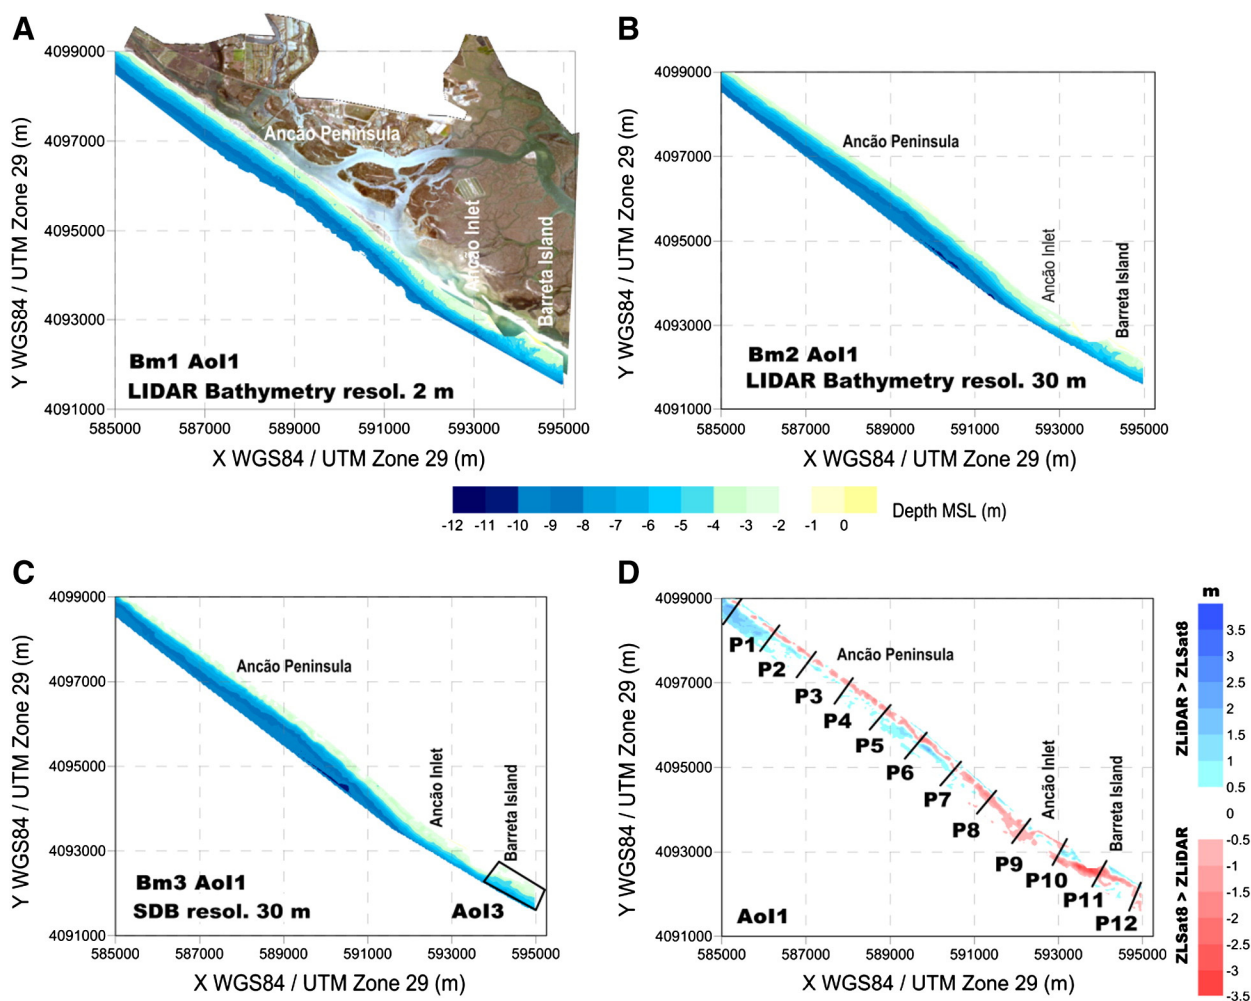 A
Y WGS84 / UTM Zone 29 (m)
4099000
4097000
4095000
4093000
4091000
585000 587000 589000 591000 593000 595000
X WGS84 / UTM Zone 29 (m)
Ancão Peninsula
Ancão Inlet
Barreta Island
Bm1 AoI1
LIDAR Bathymetry resol. 2 m
B
Y WGS84 / UTM Zone 29 (m)
4099000
4097000
4095000
4093000
4091000
585000 587000 589000 591000 593000 595000
X WGS84 / UTM Zone 29 (m)
Ancão Peninsula
Ancão Inlet
Barreta Island
Bm2 AoI1
LIDAR Bathymetry resol. 30 m
-12 -11 -10 -9 -8 -7 -6 -5 -4 -3 -2 -1 0
Depth MSL (m)
C
Y WGS84 / UTM Zone 29 (m)
4099000
4097000
4095000
4093000
4091000
585000 587000 589000 591000 593000 595000
X WGS84 / UTM Zone 29 (m)
Ancão Peninsula
Ancão Inlet
Barreta Island
Bm3 AoI1
SDB resol. 30 m
AoI3
D
Y WGS84 / UTM Zone 29 (m)
4099000
4097000
4095000
4093000
4091000
585000 587000 589000 591000 593000 595000
X WGS84 / UTM Zone 29 (m)
Ancão Peninsula
Ancão Inlet
Barreta Island
P1
P2
P3
P4
P5
P6
P7
P8
P9
P10
P11
P12
AoI1
m
3.5
3
2.5
2
1.5
1
0.5
0
-0.5
-1
-1.5
-2
-2.5
-3
-3.5
ZLiDAR > ZLSat8
ZLSat8 > ZLiDAR